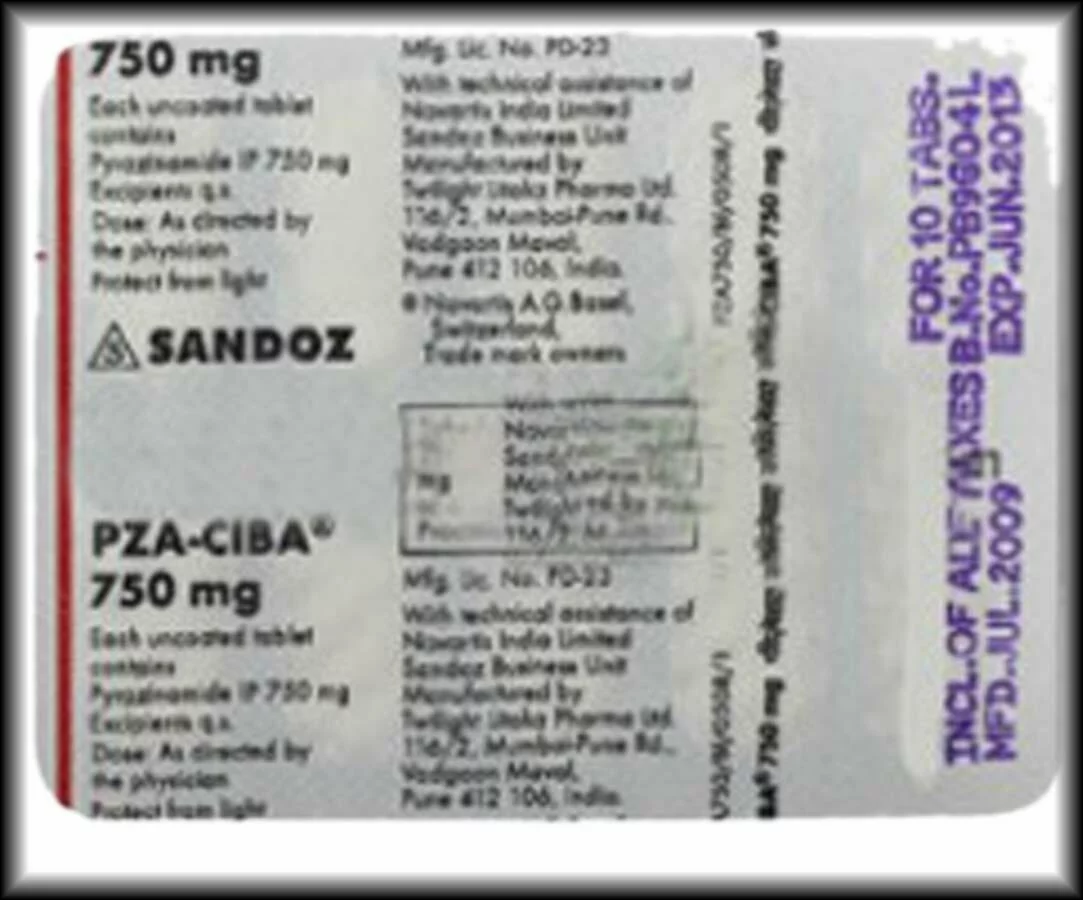 750 mg
Each uncoated tablet
contains
Pyrazinamide IP 750 mg
Excipients q.s.
Dose: As directed by
the physician
Protect from light
SANDOZ
PZA-CIBA®
750 mg
Each uncoated tablet
contains
Pyrazinamide IP 750 mg
Excipients q.s.
Dose: As directed by
the physician
Protect from light
Mfg. Lic. No. PD-23
With technical assistance of
Novartis India Limited
Sandoz Business Unit
Manufactured by
Twilight Litaka Pharma Ltd.
116/2, Mumbai-Pune Rd.,
Vadgaon Maval,
Pune 412 106, India.
® Novartis A.G.Basel,
Switzerland,
Trade mark owners
mg
Mfg. Lic. No. PD-23
With technical assistance of
Novartis India Limited
Sandoz Business Unit
Manufactured by
Twilight Litaka Pharma Ltd.
116/2, Mumbai-Pune Rd.,
Vadgaon Maval,
Pune 412 106, India.
750 mg
750 mg
FOR 10 TABS.
INCL.OF ALL TAXES B.No.PB96041.
MFD.JUL.2009 EXP.JUN.2013